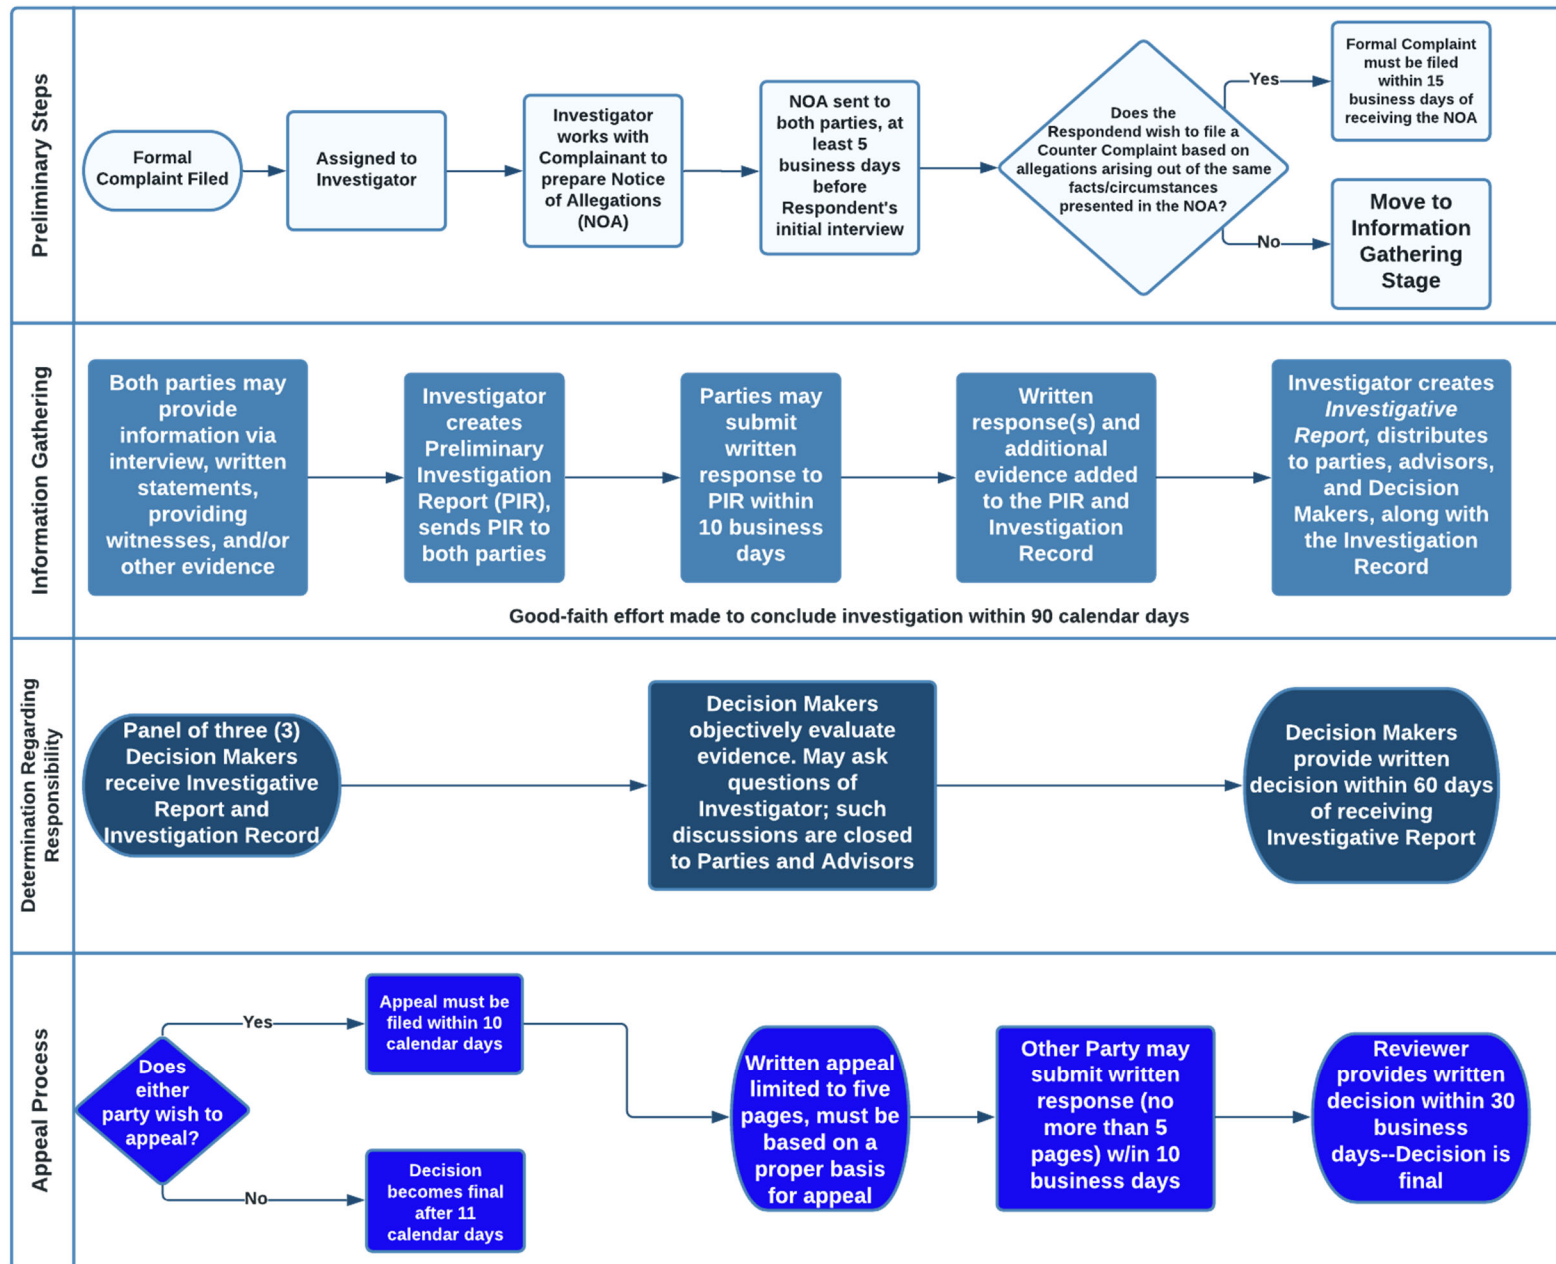 Preliminary Steps
Formal
Complaint Filed
Assigned to
Investigator
Investigator
works with
Complainant to
prepare Notice
of Allegations
(NOA)
NOA sent to
both parties, at
least 5
business days
before
Respondent's
initial interview
Does the
Respondend wish to file a
Counter Complaint based on
allegations arising out of the same
facts/circumstances
presented in the NOA?
Yes
Formal Complaint
must be filed
within 15
business days of
receiving the NOA
No
Move to
Information
Gathering
Stage
Information Gathering
Both parties may
provide
information via
interview, written
statements,
providing
witnesses, and/or
other evidence
Investigator
creates
Preliminary
Investigation
Report (PIR),
sends PIR to
both parties
Parties may
submit
written
response to
PIR within
10 business
days
Written
response(s) and
additional
evidence added
to the PIR and
Investigation
Record
Investigator creates
Investigative
Report, distributes
to parties, advisors,
and Decision
Makers, along with
the Investigation
Record
Good-faith effort made to conclude investigation within 90 calendar days
Determination Regarding
Responsibility
Panel of three (3)
Decision Makers
receive Investigative
Report and
Investigation Record
Decision Makers
objectively evaluate
evidence. May ask
questions of
Investigator; such
discussions are closed
to Parties and Advisors
Decision Makers
provide written
decision within 60 days
of receiving
Investigative Report
Appeal Process
Does
either
party wish to
appeal?
Yes
Appeal must be
filed within 10
calendar days
No
Decision
becomes final
after 11
calendar days
Written appeal
limited to five
pages, must be
based on a
proper basis
for appeal
Other Party may
submit written
response (no
more than 5
pages) w/in 10
business days
Reviewer
provides written
decision within 30
business
days--Decision is
final